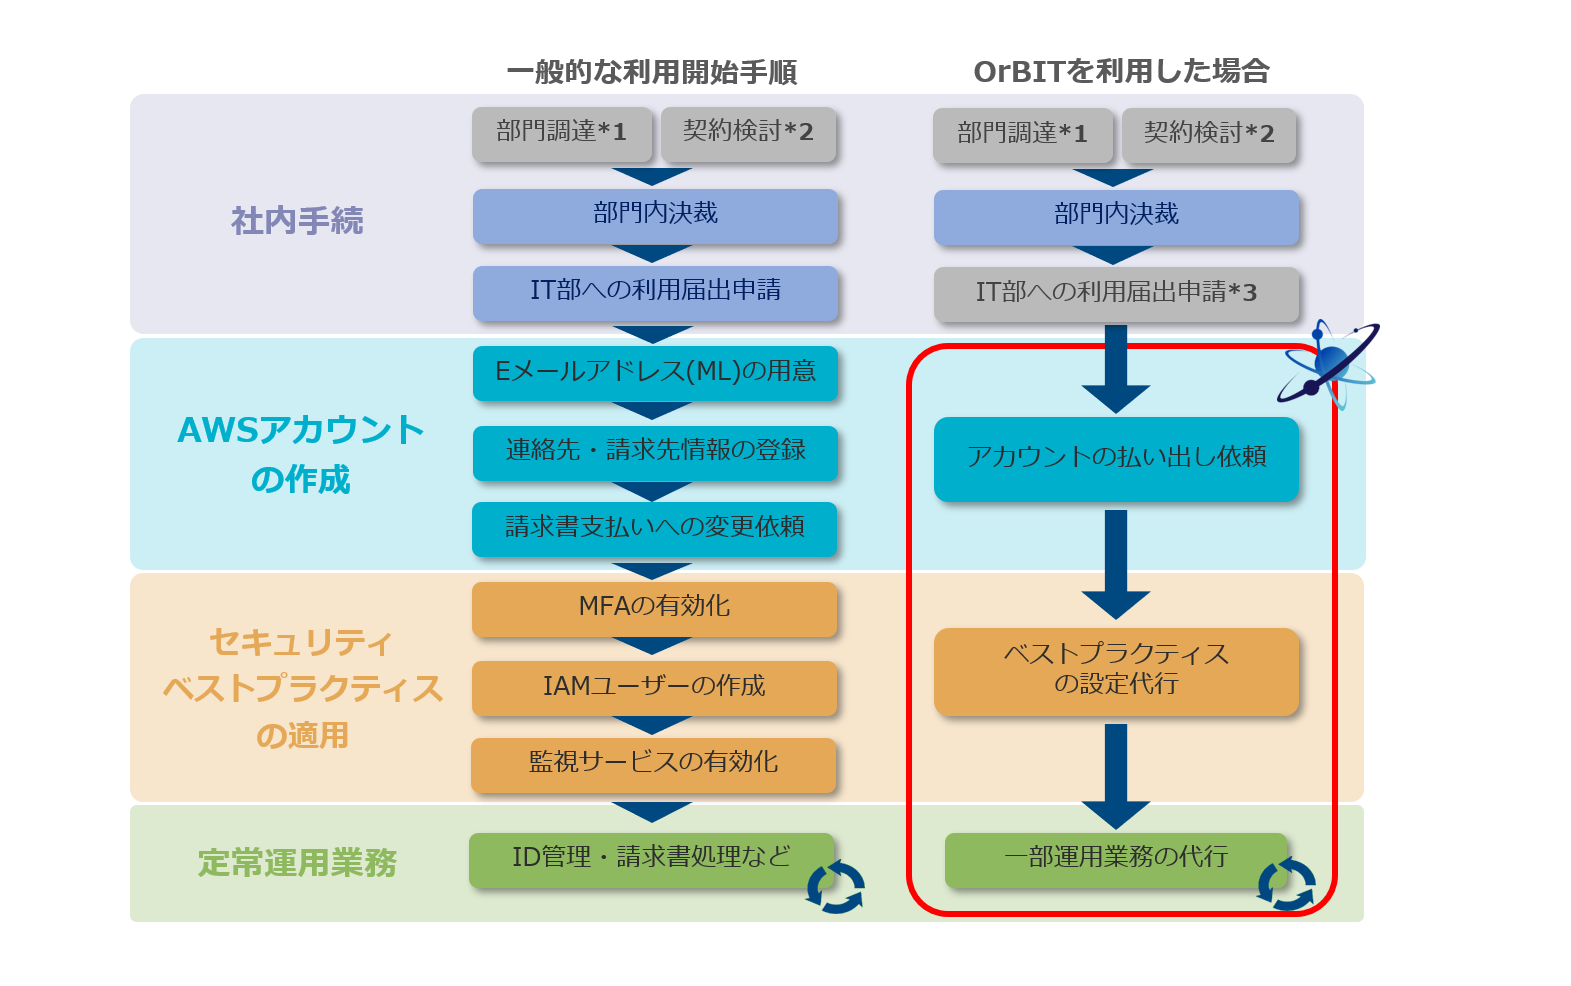 一般的な利用開始手順
OrBITを利用した場合
社内手続
部門調達*1
契約検討*2
部門内決裁
IT部への利用届出申請
部門調達*1
契約検討*2
部門内決裁
IT部への利用届出申請*3
AWSアカウント
の作成
Eメールアドレス(ML)の用意
連絡先・請求先情報の登録
請求書支払いへの変更依頼
アカウントの払い出し依頼
セキュリティ
ベストプラクティス
の適用
MFAの有効化
IAMユーザーの作成
監視サービスの有効化
ベストプラクティス
の設定代行
定常運用業務
ID管理・請求書処理など
一部運用業務の代行